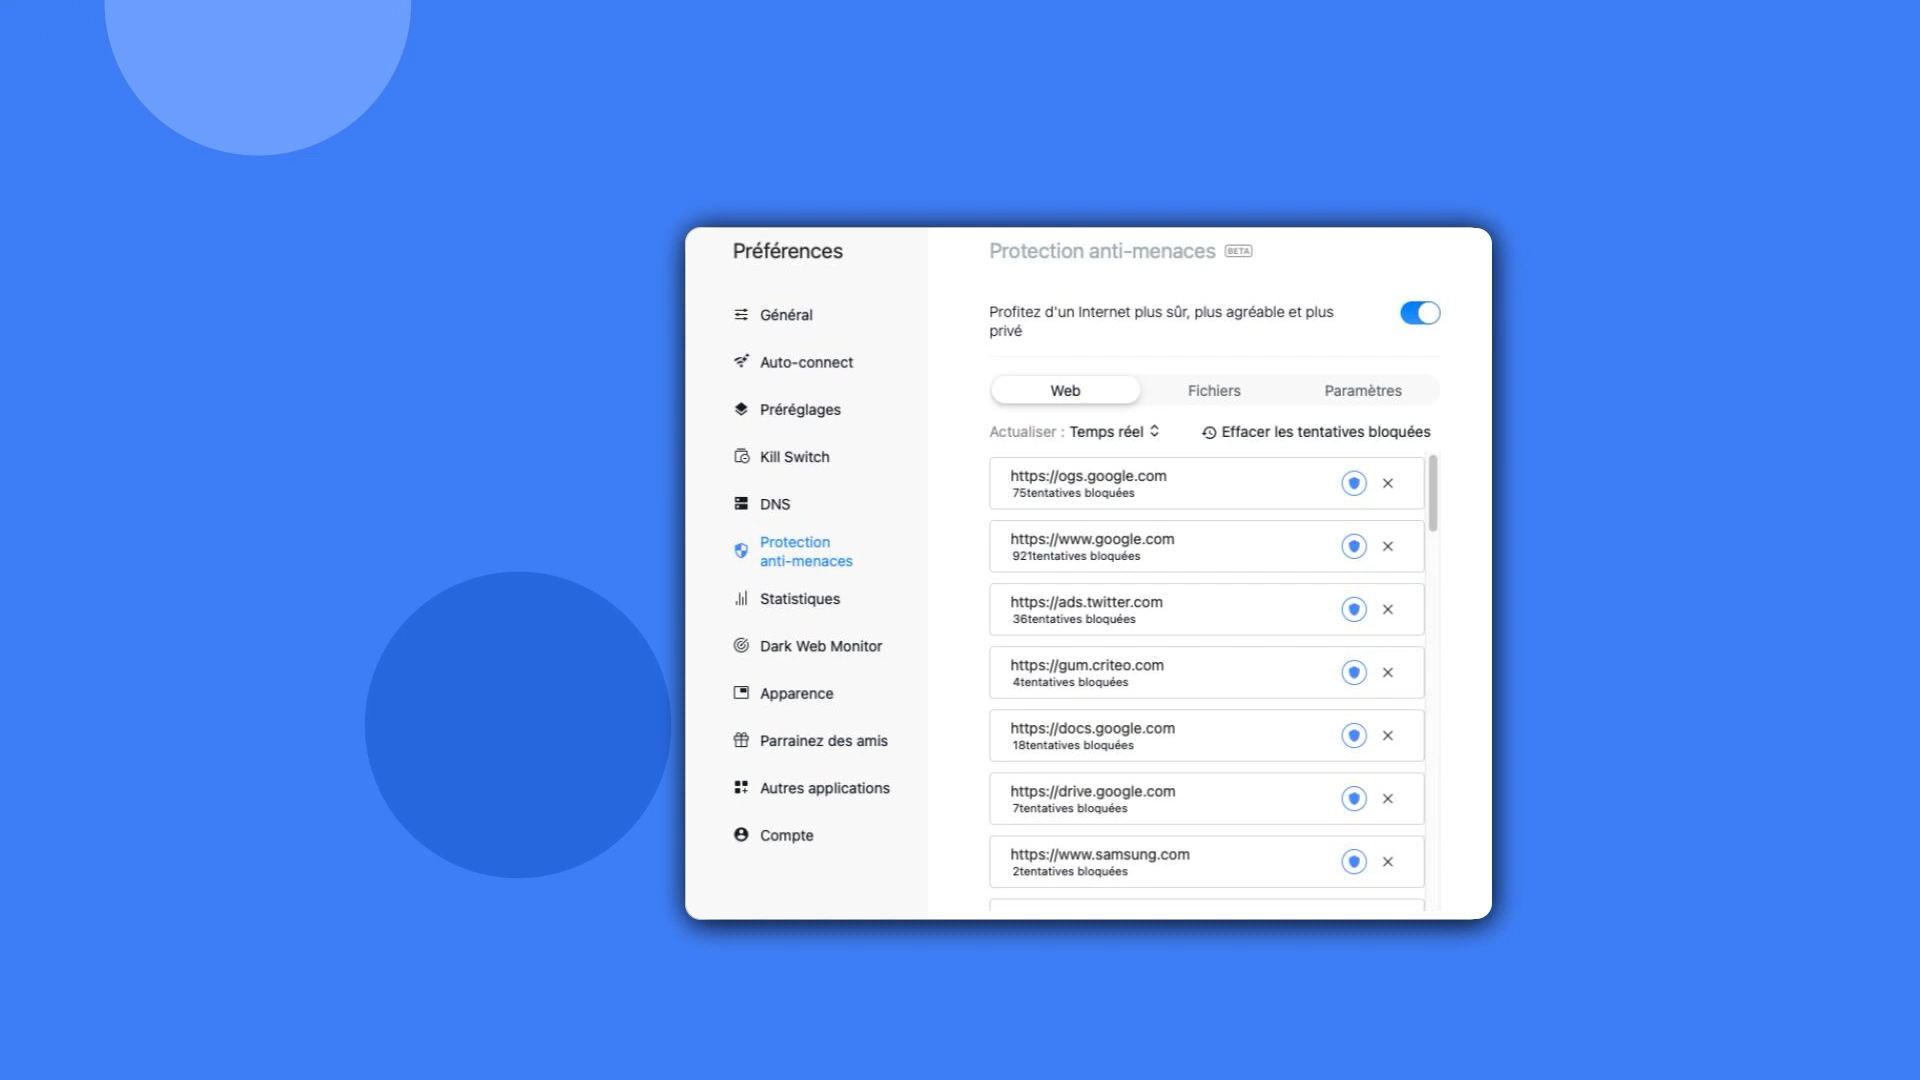 Préférences
Général
Auto-connect
Préréglages
Kill Switch
DNS
Protection
anti-menaces
Statistiques
Dark Web Monitor
Apparence
Parrainez des amis
Autres applications
Compte
Protection anti-menaces BETA
Profitez d'un Internet plus sûr, plus agréable et plus
privé
Web Fichiers Paramètres
Actualiser : Temps réel Effacer les tentatives bloquées
https://ogs.google.com
75tentatives bloquées
https://www.google.com
921tentatives bloquées
https://ads.twitter.com
36tentatives bloquées
https://gum.criteo.com
4tentatives bloquées
https://docs.google.com
18tentatives bloquées
https://drive.google.com
7tentatives bloquées
https://www.samsung.com
2tentatives bloquées